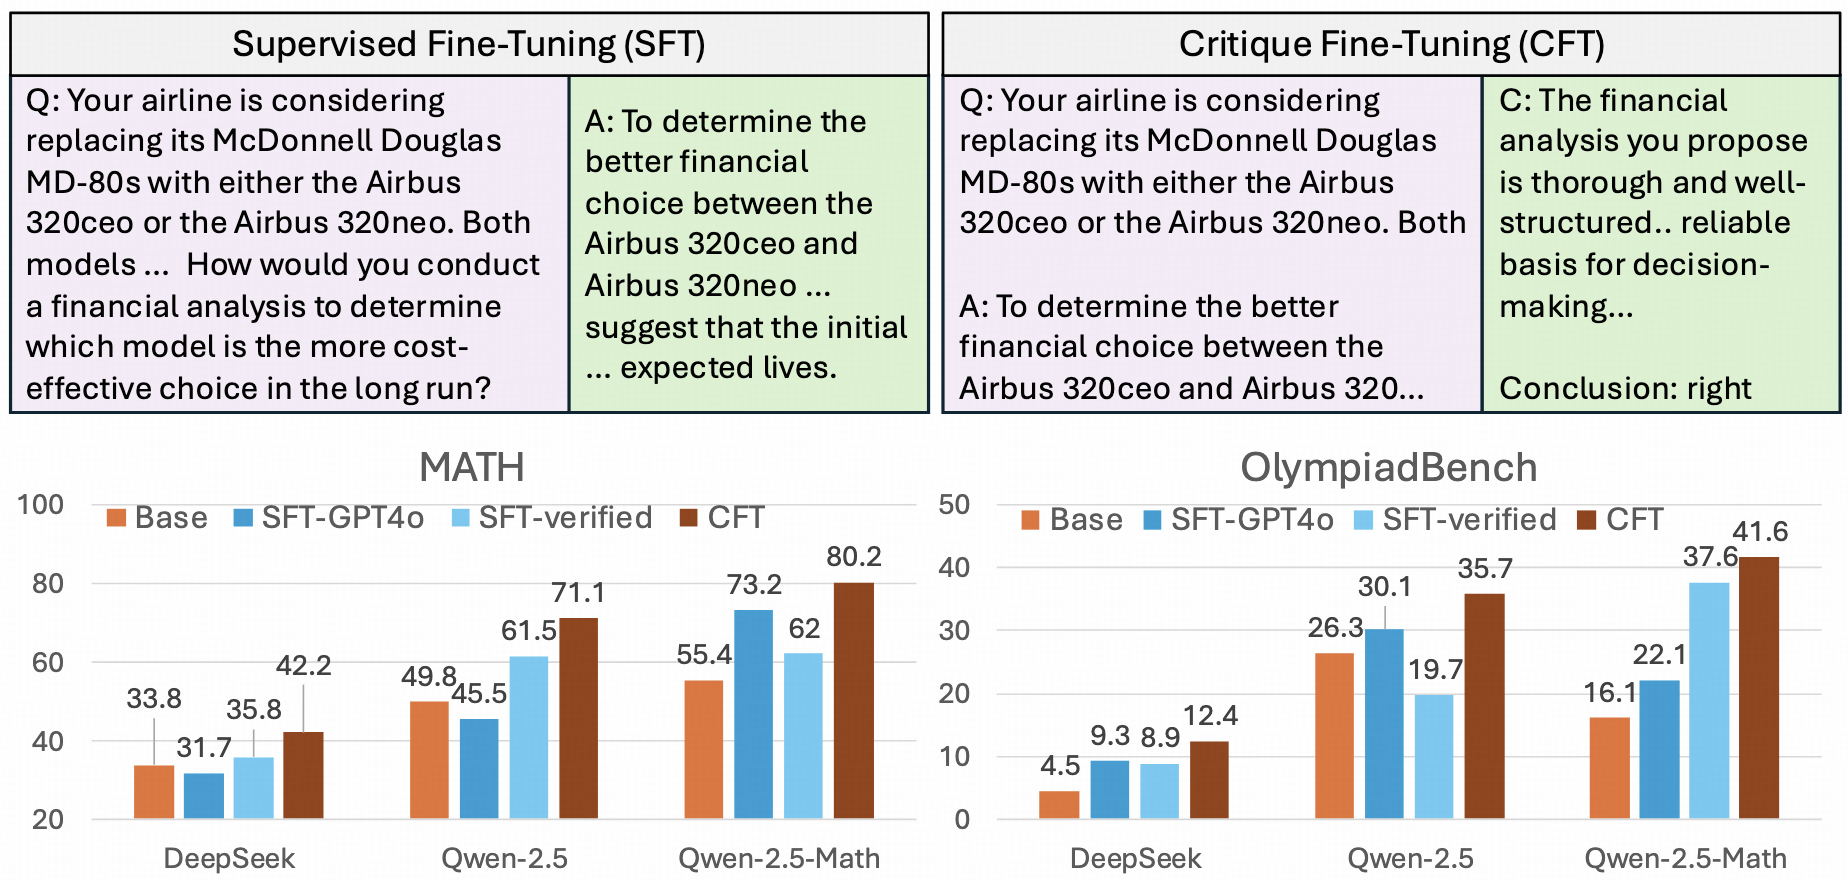 Supervised Fine-Tuning (SFT)
Q: Your airline is considering
replacing its McDonnell Douglas
MD-80s with either the Airbus
320ceo or the Airbus 320neo. Both
models ... How would you conduct
a financial analysis to determine
which model is the more cost-
effective choice in the long run?
A: To determine the
better financial
choice between the
Airbus 320ceo and
Airbus 320neo ...
suggest that the initial
... expected lives.
Critique Fine-Tuning (CFT)
Q: Your airline is considering
replacing its McDonnell Douglas
MD-80s with either the Airbus
320ceo or the Airbus 320neo. Both
A: To determine the better
financial choice between the
Airbus 320ceo and Airbus 320...
C: The financial
analysis you propose
is thorough and well-
structured.. reliable
basis for decision-
making...
Conclusion: right
MATH
100
Base SFT-GPT4o SFT-verified CFT
80
60
40
20
33.8
31.7
35.8
42.2
49.8
45.5
61.5
71.1
55.4
73.2
62
80.2
DeepSeek Qwen-2.5 Qwen-2.5-Math
OlympiadBench
50
Base SFT-GPT4o SFT-verified CFT
40
30
20
10
0
4.5
9.3
8.9
12.4
26.3
30.1
19.7
35.7
16.1
22.1
37.6
41.6
DeepSeek Qwen-2.5 Qwen-2.5-Math